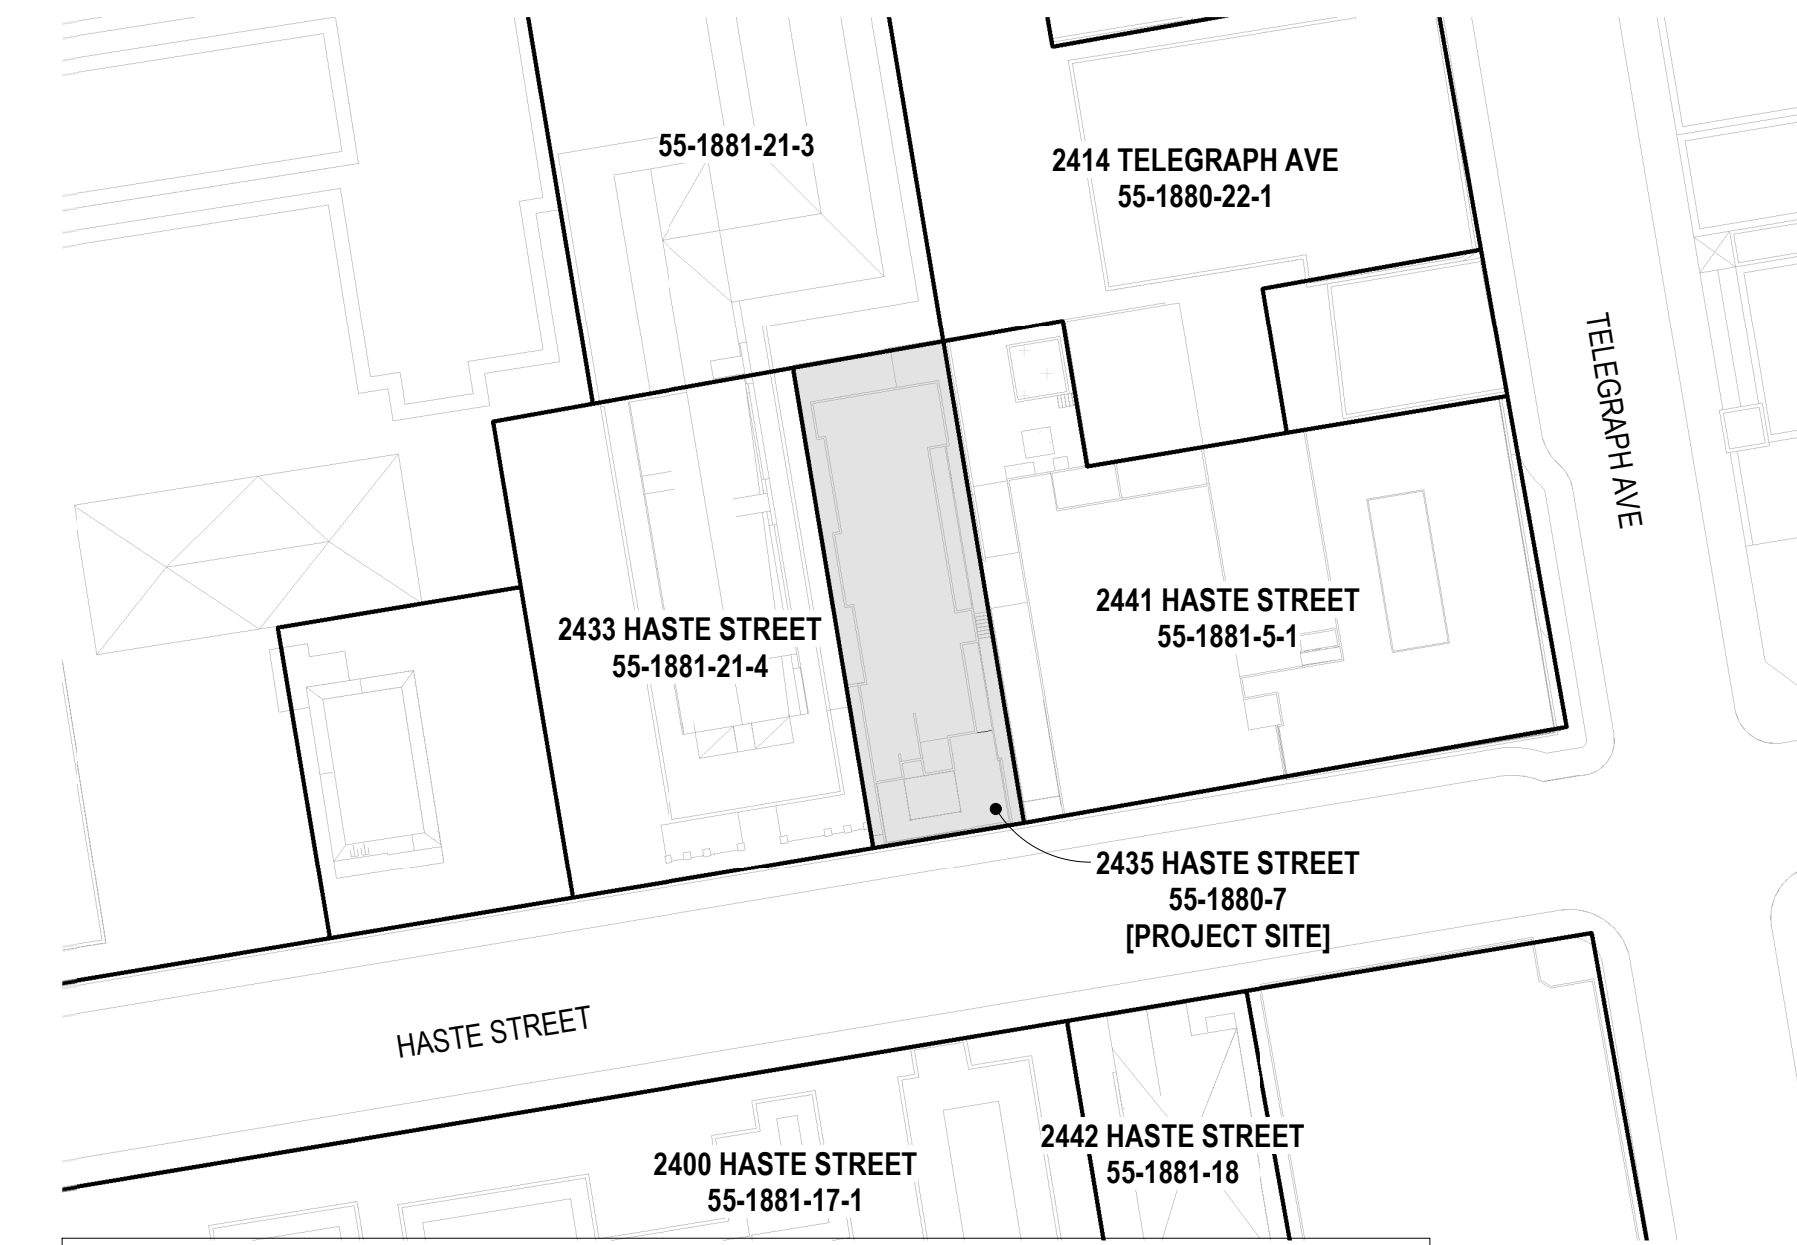 55-1881-21-3
2414 TELEGRAPH AVE
55-1880-22-1
TELEGRAPH AVE
2433 HASTE STREET
55-1881-21-4
2441 HASTE STREET
55-1881-5-1
2435 HASTE STREET
55-1880-7
[PROJECT SITE]
HASTE STREET
2400 HASTE STREET
55-1881-17-1
2442 HASTE STREET
55-1881-18